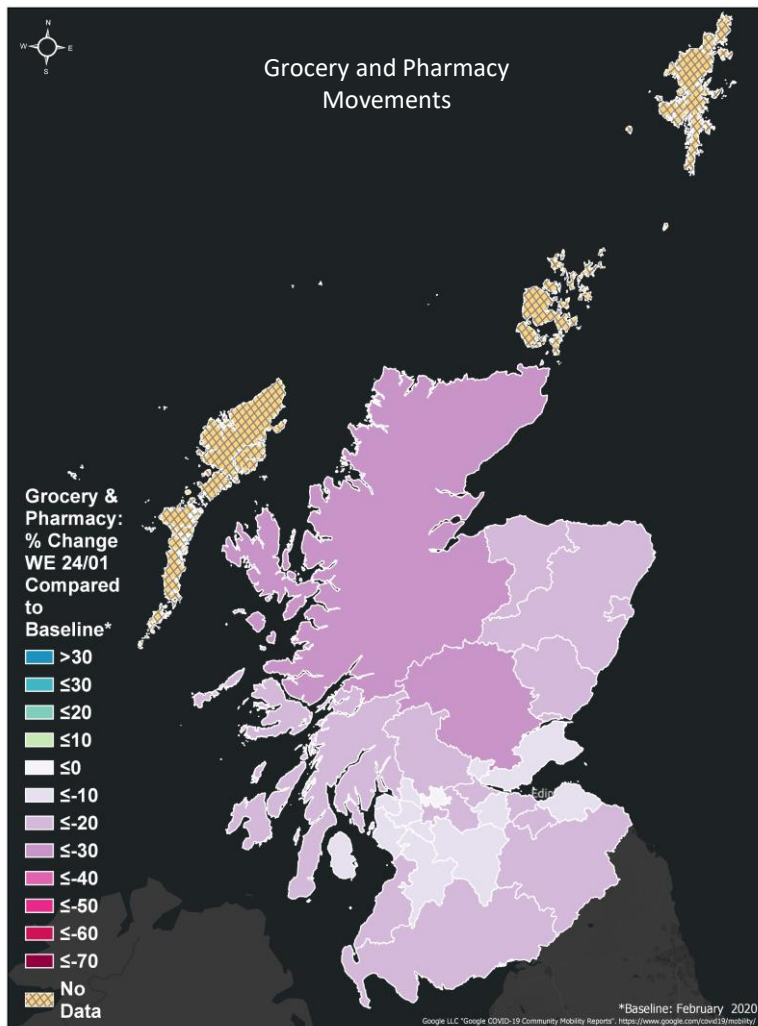 N
W E
S
Grocery and Pharmacy
Movements
Grocery &
Pharmacy:
% Change
WE 24/01
Compared
to
Baseline*
>30
≤30
≤20
≤10
≤0
≤-10
≤-20
≤-30
≤-40
≤-50
≤-60
≤-70
No
Data
*Baseline: February 2020
Google LLC "Google COVID-19 Community Mobility Reports". https://www.google.com/covid19/mobility/